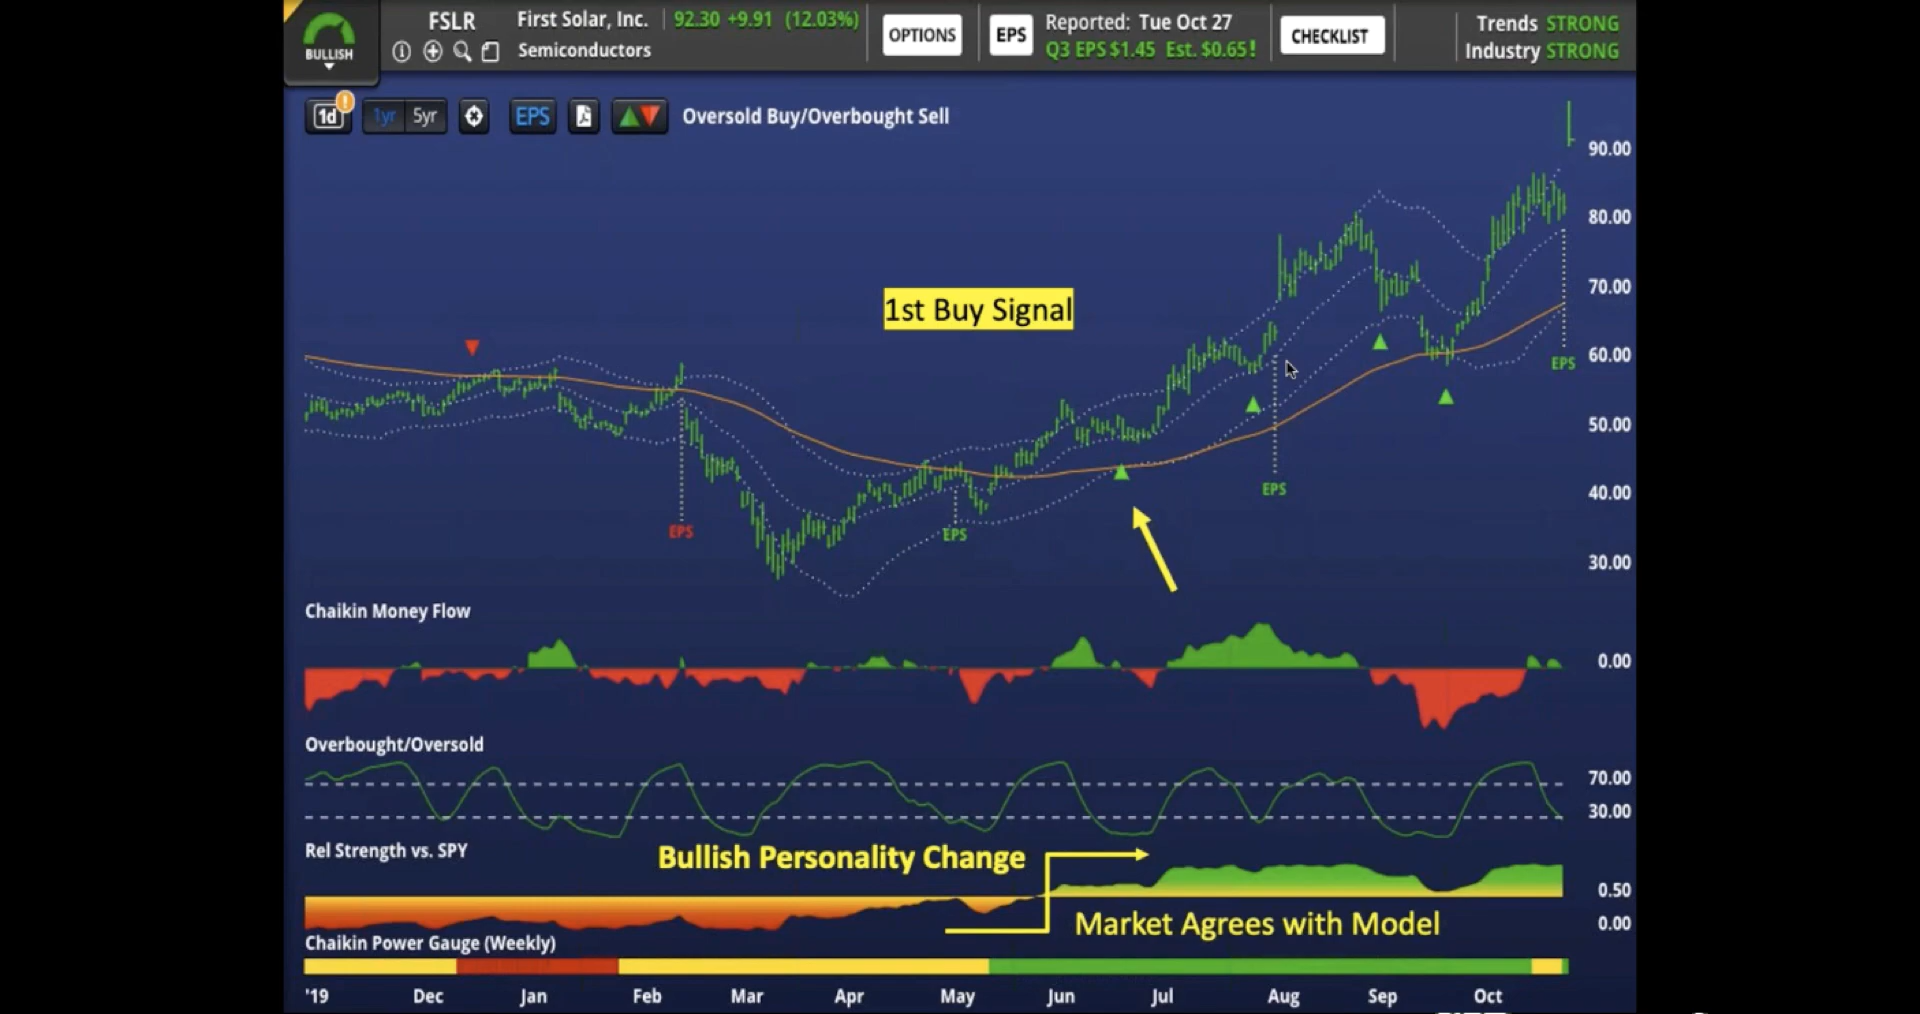 FSLR First Solar, Inc. 92.30 +9.91 (12.03%) OPTIONS EPS Reported: Tue Oct 27 CHECKLIST Trends STRONG
BULLISH Semiconductors Q3 EPS $1.45 Est. $0.65! Industry STRONG
1d ! 1yr 5yr EPS Oversold Buy/Overbought Sell
90.00
80.00
70.00
1st Buy Signal
60.00
EPS
50.00
40.00
EPS
EPS
EPS
30.00
Chaikin Money Flow
0.00
Overbought/Oversold
70.00
30.00
Rel Strength vs. SPY
Bullish Personality Change
0.50
Market Agrees with Model
0.00
Chaikin Power Gauge (Weekly)
'19 Dec Jan Feb Mar Apr May Jun Jul Aug Sep Oct